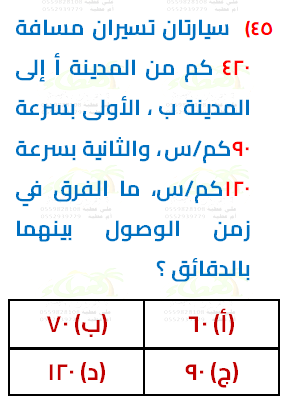 ٤٥) سيارتان تسيران مسافة
٤٢٠ كم من المدينة أ إلى
المدينة ب ، الأولى بسرعة
٩٠كم/س، والثانية بسرعة
١٢٠كم/س، ما الفرق في
زمن الوصول بينهما
بالدقائق ؟
(أ) ٦٠
(ب) ٧٠
(ج) ٩٠
(د) ١٢٠